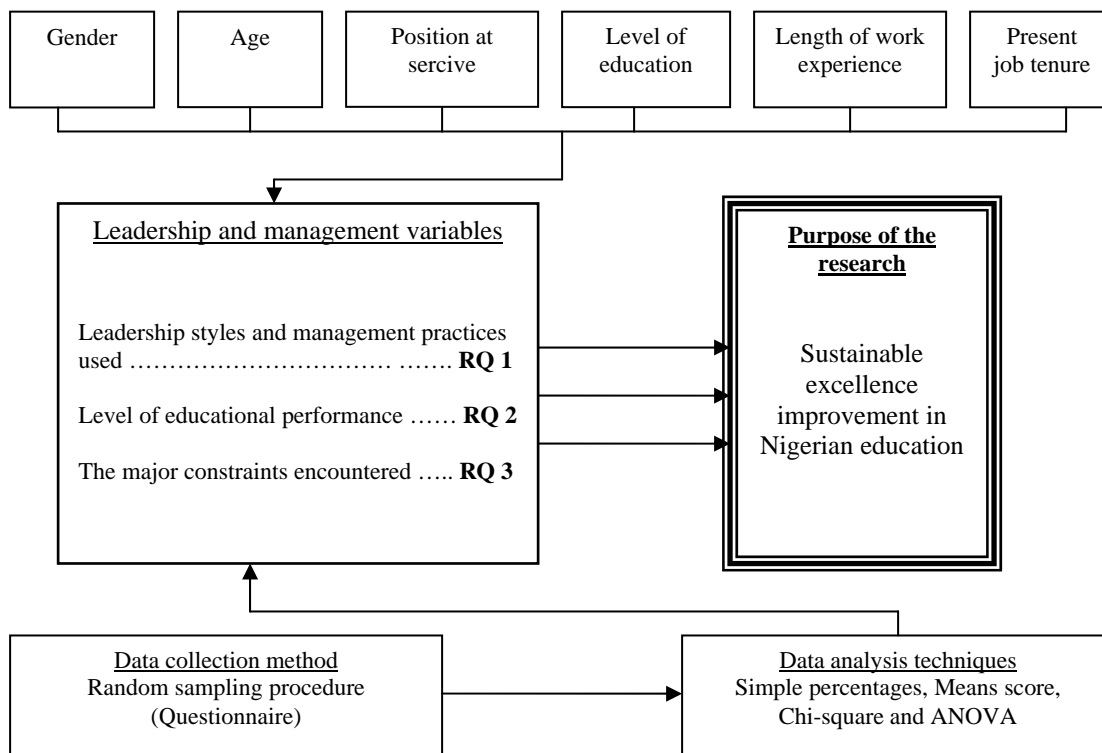 Gender
Age
Position at
sercive
Level of
education
Length of work
experience
Present
job tenure
Leadership and management variables
Leadership styles and management practices
used …………………………… ……. RQ 1
Level of educational performance …… RQ 2
The major constraints encountered ….. RQ 3
Purpose of the
research
Sustainable
excellence
improvement in
Nigerian education
Data collection method
Random sampling procedure
(Questionnaire)
Data analysis techniques
Simple percentages, Means score,
Chi-square and ANOVA